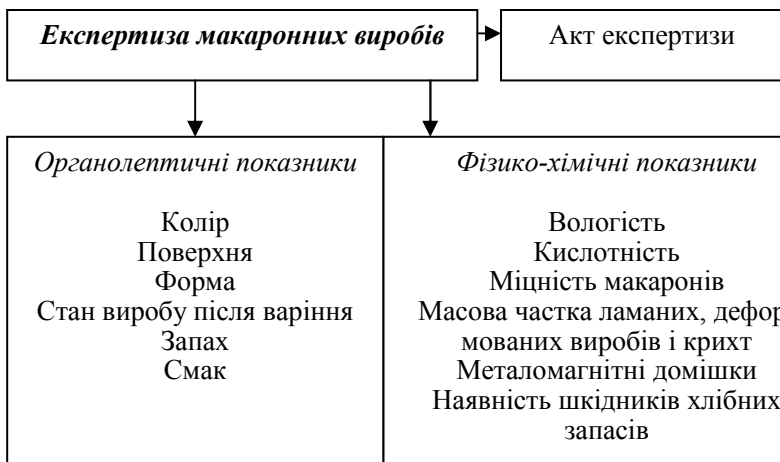 Експертиза макаронних виробів
Акт експертизи
Органолептичні показники
Колір
Поверхня
Форма
Стан виробу після варіння
Запах
Смак
Фізико-хімічні показники
Вологість
Кислотність
Міцність макаронів
Масова частка ламаних, дефор
мованих виробів і крихт
Металомагнітні домішки
Наявність шкідників хлібних
запасів